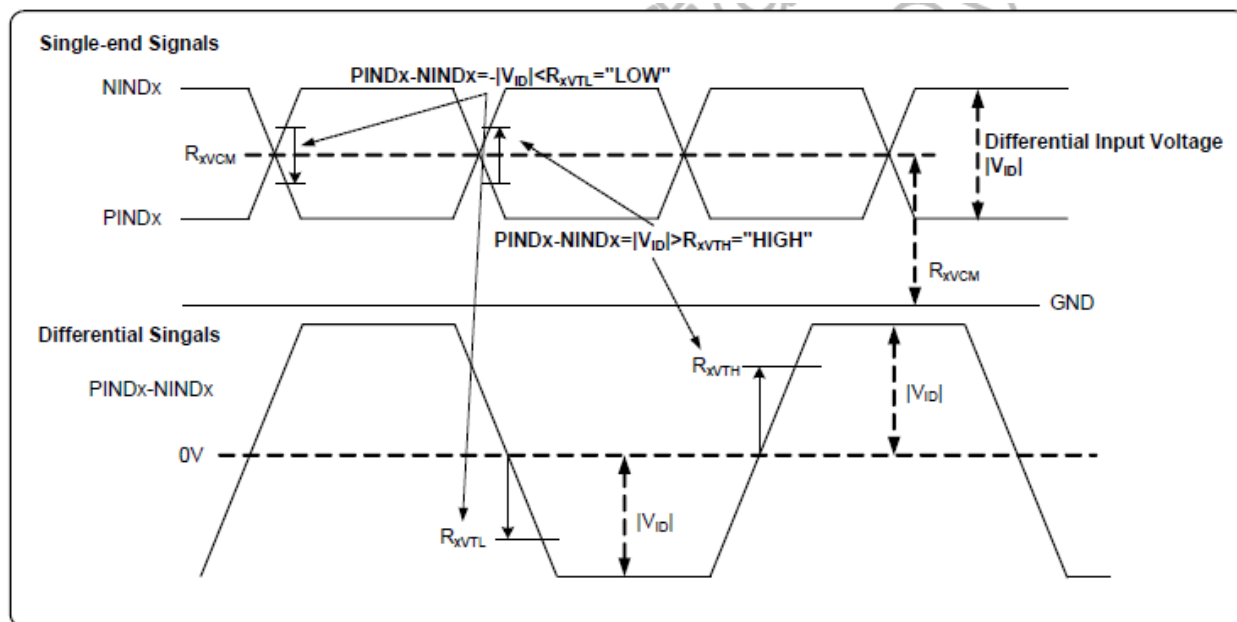 Single-end Signals
NINDx
PINDx-NINDx=-|VID|<RxVTL="LOW"
RxVCM
Differential Input Voltage
|VID|
PINDx
PINDx-NINDx=|VID|>RxVTH="HIGH"
RxVCM
GND
Differential Singals
RxVTH
|VID|
PINDx-NINDx
0V
|VID|
RxVTL